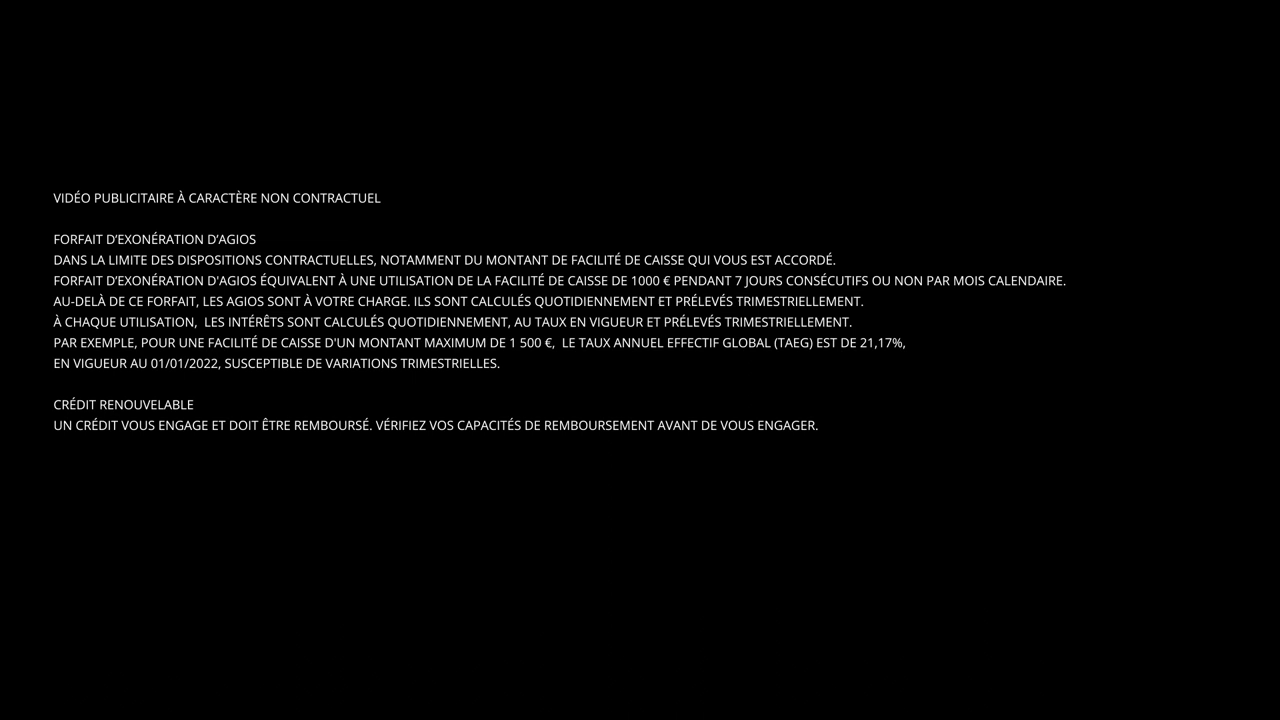 VIDÉO PUBLICITAIRE À CARACTÈRE NON CONTRACTUEL
FORFAIT D’EXONÉRATION D’AGIOS
DANS LA LIMITE DES DISPOSITIONS CONTRACTUELLES, NOTAMMENT DU MONTANT DE FACILITÉ DE CAISSE QUI VOUS EST ACCORDÉ.
FORFAIT D’EXONÉRATION D'AGIOS ÉQUIVALENT À UNE UTILISATION DE LA FACILITÉ DE CAISSE DE 1000 € PENDANT 7 JOURS CONSÉCUTIFS OU NON PAR MOIS CALENDAIRE.
AU-DELÀ DE CE FORFAIT, LES AGIOS SONT À VOTRE CHARGE. ILS SONT CALCULÉS QUOTIDIENNEMENT ET PRÉLEVÉS TRIMESTRIELLEMENT.
À CHAQUE UTILISATION,  LES INTÉRÊTS SONT CALCULÉS QUOTIDIENNEMENT, AU TAUX EN VIGUEUR ET PRÉLEVÉS TRIMESTRIELLEMENT.
PAR EXEMPLE, POUR UNE FACILITÉ DE CAISSE D'UN MONTANT MAXIMUM DE 1 500 €,  LE TAUX ANNUEL EFFECTIF GLOBAL (TAEG) EST DE 21,17%,
EN VIGUEUR AU 01/01/2022, SUSCEPTIBLE DE VARIATIONS TRIMESTRIELLES.
CRÉDIT RENOUVELABLE
UN CRÉDIT VOUS ENGAGE ET DOIT ÊTRE REMBOURSÉ. VÉRIFIEZ VOS CAPACITÉS DE REMBOURSEMENT AVANT DE VOUS ENGAGER.